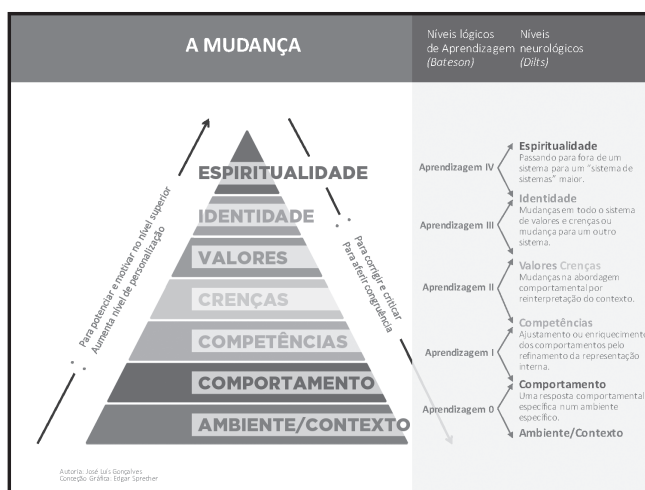 A MUDANÇA
Níveis lógicos
de Aprendizagem
(Bateson)
Níveis
neurológicos
(Dilts)
Para potenciar e motivar no nível superior
Aumenta nível de personalização
ESPIRITUALIDADE
IDENTIDADE
VALORES
CRENÇAS
COMPETÊNCIAS
COMPORTAMENTO
AMBIENTE/CONTEXTO
Para corrigir e criticar
Para aferir congruência
Aprendizagem IV
Aprendizagem III
Aprendizagem II
Aprendizagem I
Aprendizagem 0
Espiritualidade
Passando para fora de um
sistema para um "sistema de
sistemas" maior.
Identidade
Mudanças em todo o sistema
de valores e crenças ou
mudança para um outro
sistema.
Valores Crenças
Mudanças na abordagem
comportamental por
reinterpretação do contexto.
Competências
Ajustamento ou enriquecimento
dos comportamentos pelo
refinamento da representação
interna.
Comportamento
Uma resposta comportamental
específica num ambiente
específico.
Ambiente/Contexto
Autoria: José Luís Gonçalves
Conceção Gráfica: Edgar Sprecher